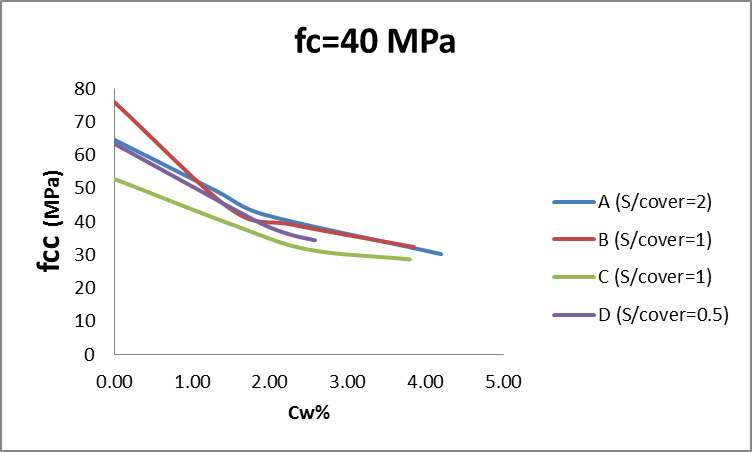 fc=40 MPa
fcc (MPa)
80
70
60
50
40
30
20
10
0
0.00 1.00 2.00 3.00 4.00 5.00
Cw%
A (S/cover=2)
B (S/cover=1)
C (S/cover=1)
D (S/cover=0.5)